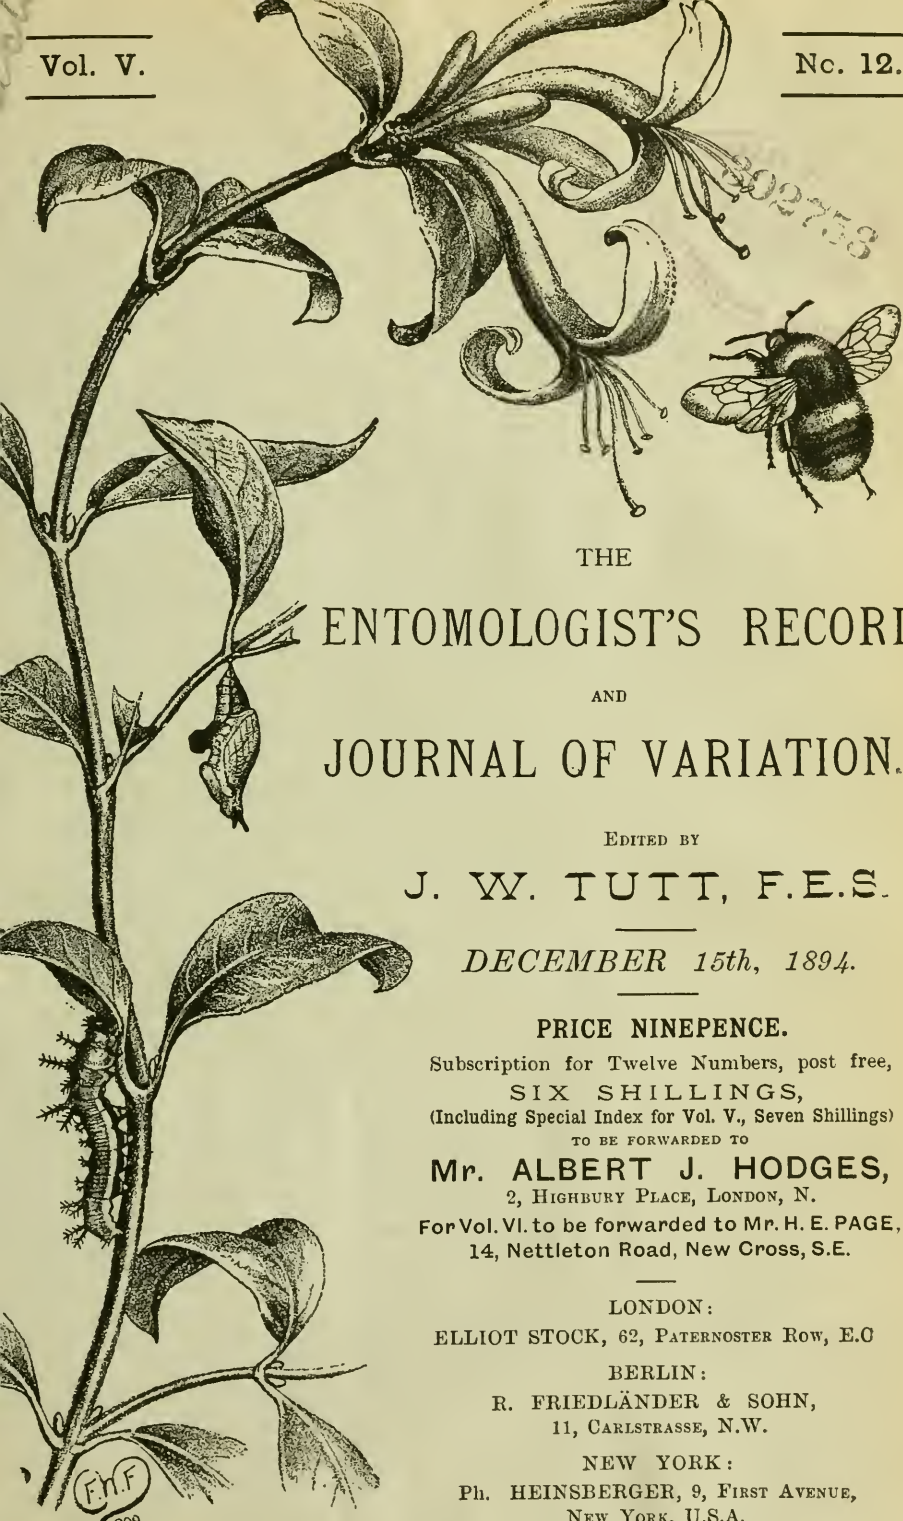 Vol. V.
No. 12.
302753
THE
ENTOMOLOGIST'S RECORD
AND
JOURNAL OF VARIATION.
EDITED BY
J. W. TUTT, F.E.S.
DECEMBER 15th, 1894.
PRICE NINEPENCE.
Subscription for Twelve Numbers, post free,
SIX SHILLINGS,
(Including Special Index for Vol. V., Seven Shillings)
TO BE FORWARDED TO
Mr. ALBERT J. HODGES,
2, HIGHBURY PLACE, LONDON, N.
For Vol. VI. to be forwarded to Mr. H. E. PAGE,
14, Nettleton Road, New Cross, S.E.
LONDON:
ELLIOT STOCK, 62, PATERNOSTER ROW, E.C
BERLIN:
R. FRIEDLÄNDER & SOHN,
11, CARLSTRASSE, N.W.
NEW YORK:
Ph. HEINSBERGER, 9, FIRST AVENUE,
NEW YORK, U.S.A.
F.W.F